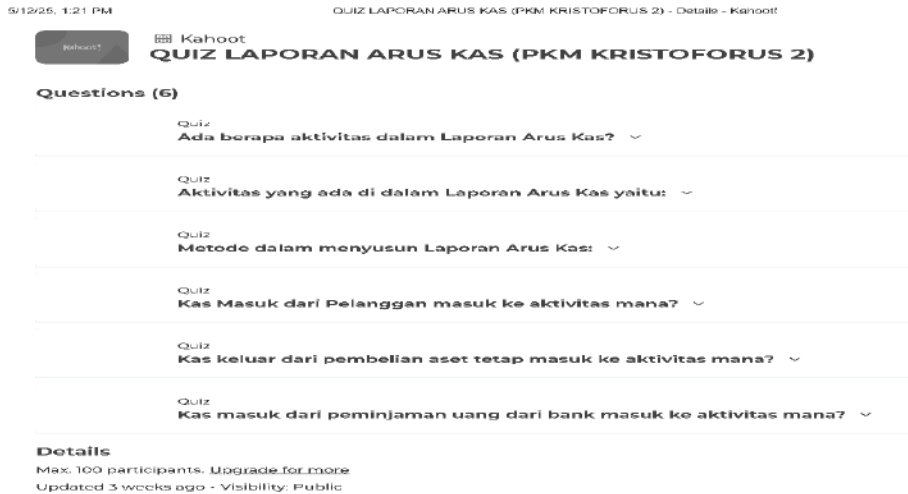 5/12/25, 1:21 PM
QUIZ LAPORAN ARUS KAS (PKM KRISTOFORUS 2) - Details - Kahoot!
Kahoot!
Kahoot
QUIZ LAPORAN ARUS KAS (PKM KRISTOFORUS 2)
Questions (6)
Quiz
Ada berapa aktivitas dalam Laporan Arus Kas?
Quiz
Aktivitas yang ada di dalam Laporan Arus Kas yaitu:
Quiz
Metode dalam menyusun Laporan Arus Kas:
Quiz
Kas Masuk dari Pelanggan masuk ke aktivitas mana?
Quiz
Kas keluar dari pembelian aset tetap masuk ke aktivitas mana?
Quiz
Kas masuk dari peminjaman uang dari bank masuk ke aktivitas mana?
Details
Max. 100 participants. Upgrade for more
Updated 3 weeks ago • Visibility: Public